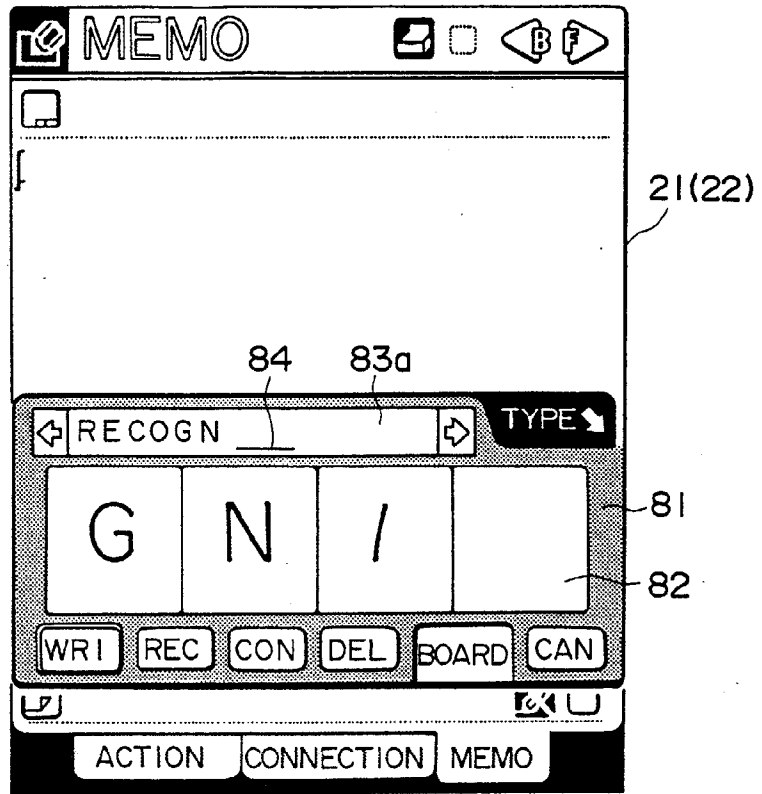 MEMO B F
21(22)
84 83a
RECOGN TYPE
G N I
81
82
WRI REC CON DEL BOARD CAN
ACTION CONNECTION MEMO